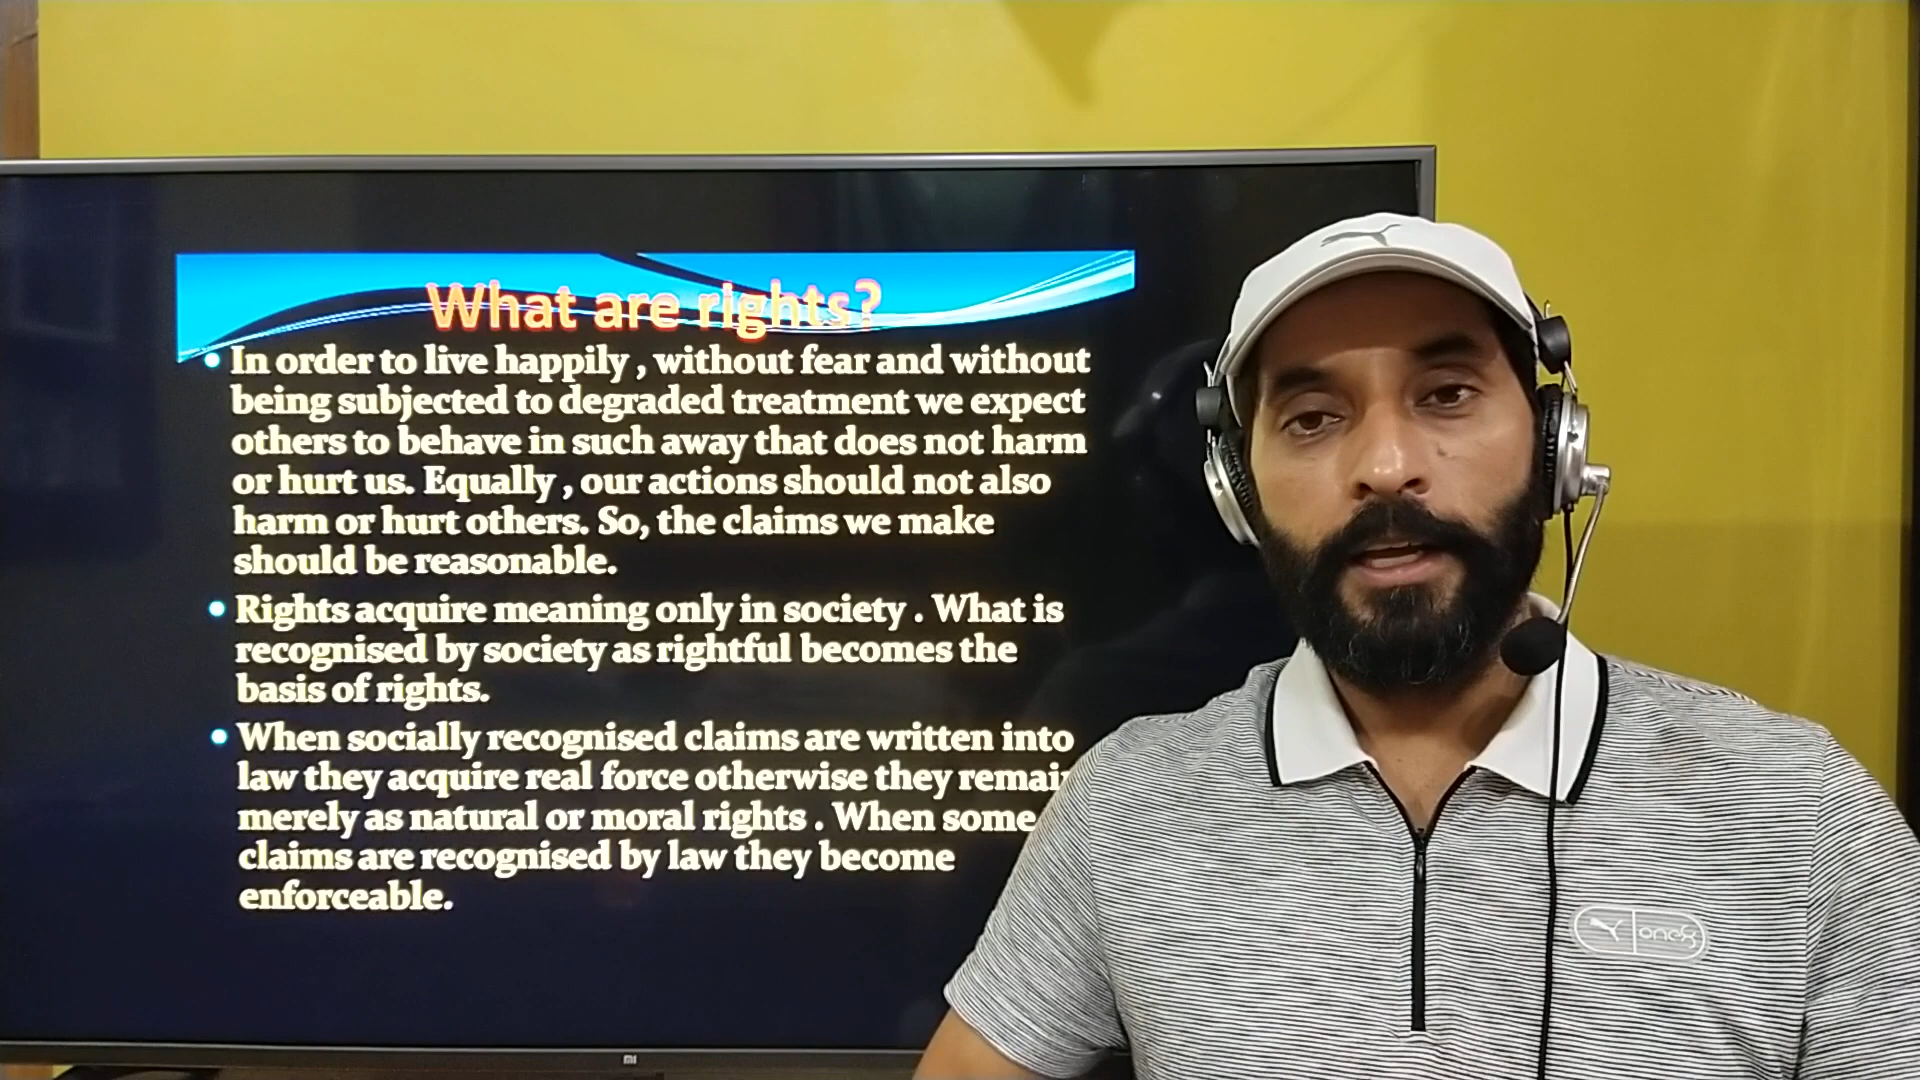 What are rights?
In order to live happily , without fear and without
being subjected to degraded treatment we expect
others to behave in such away that does not harm
or hurt us. Equally , our actions should not also
harm or hurt others. So, the claims we make
should be reasonable.
Rights acquire meaning only in society . What is
recognised by society as rightful becomes the
basis of rights.
When socially recognised claims are written into
law they acquire real force otherwise they remain
merely as natural or moral rights . When some
claims are recognised by law they become
enforceable.
mi
one8